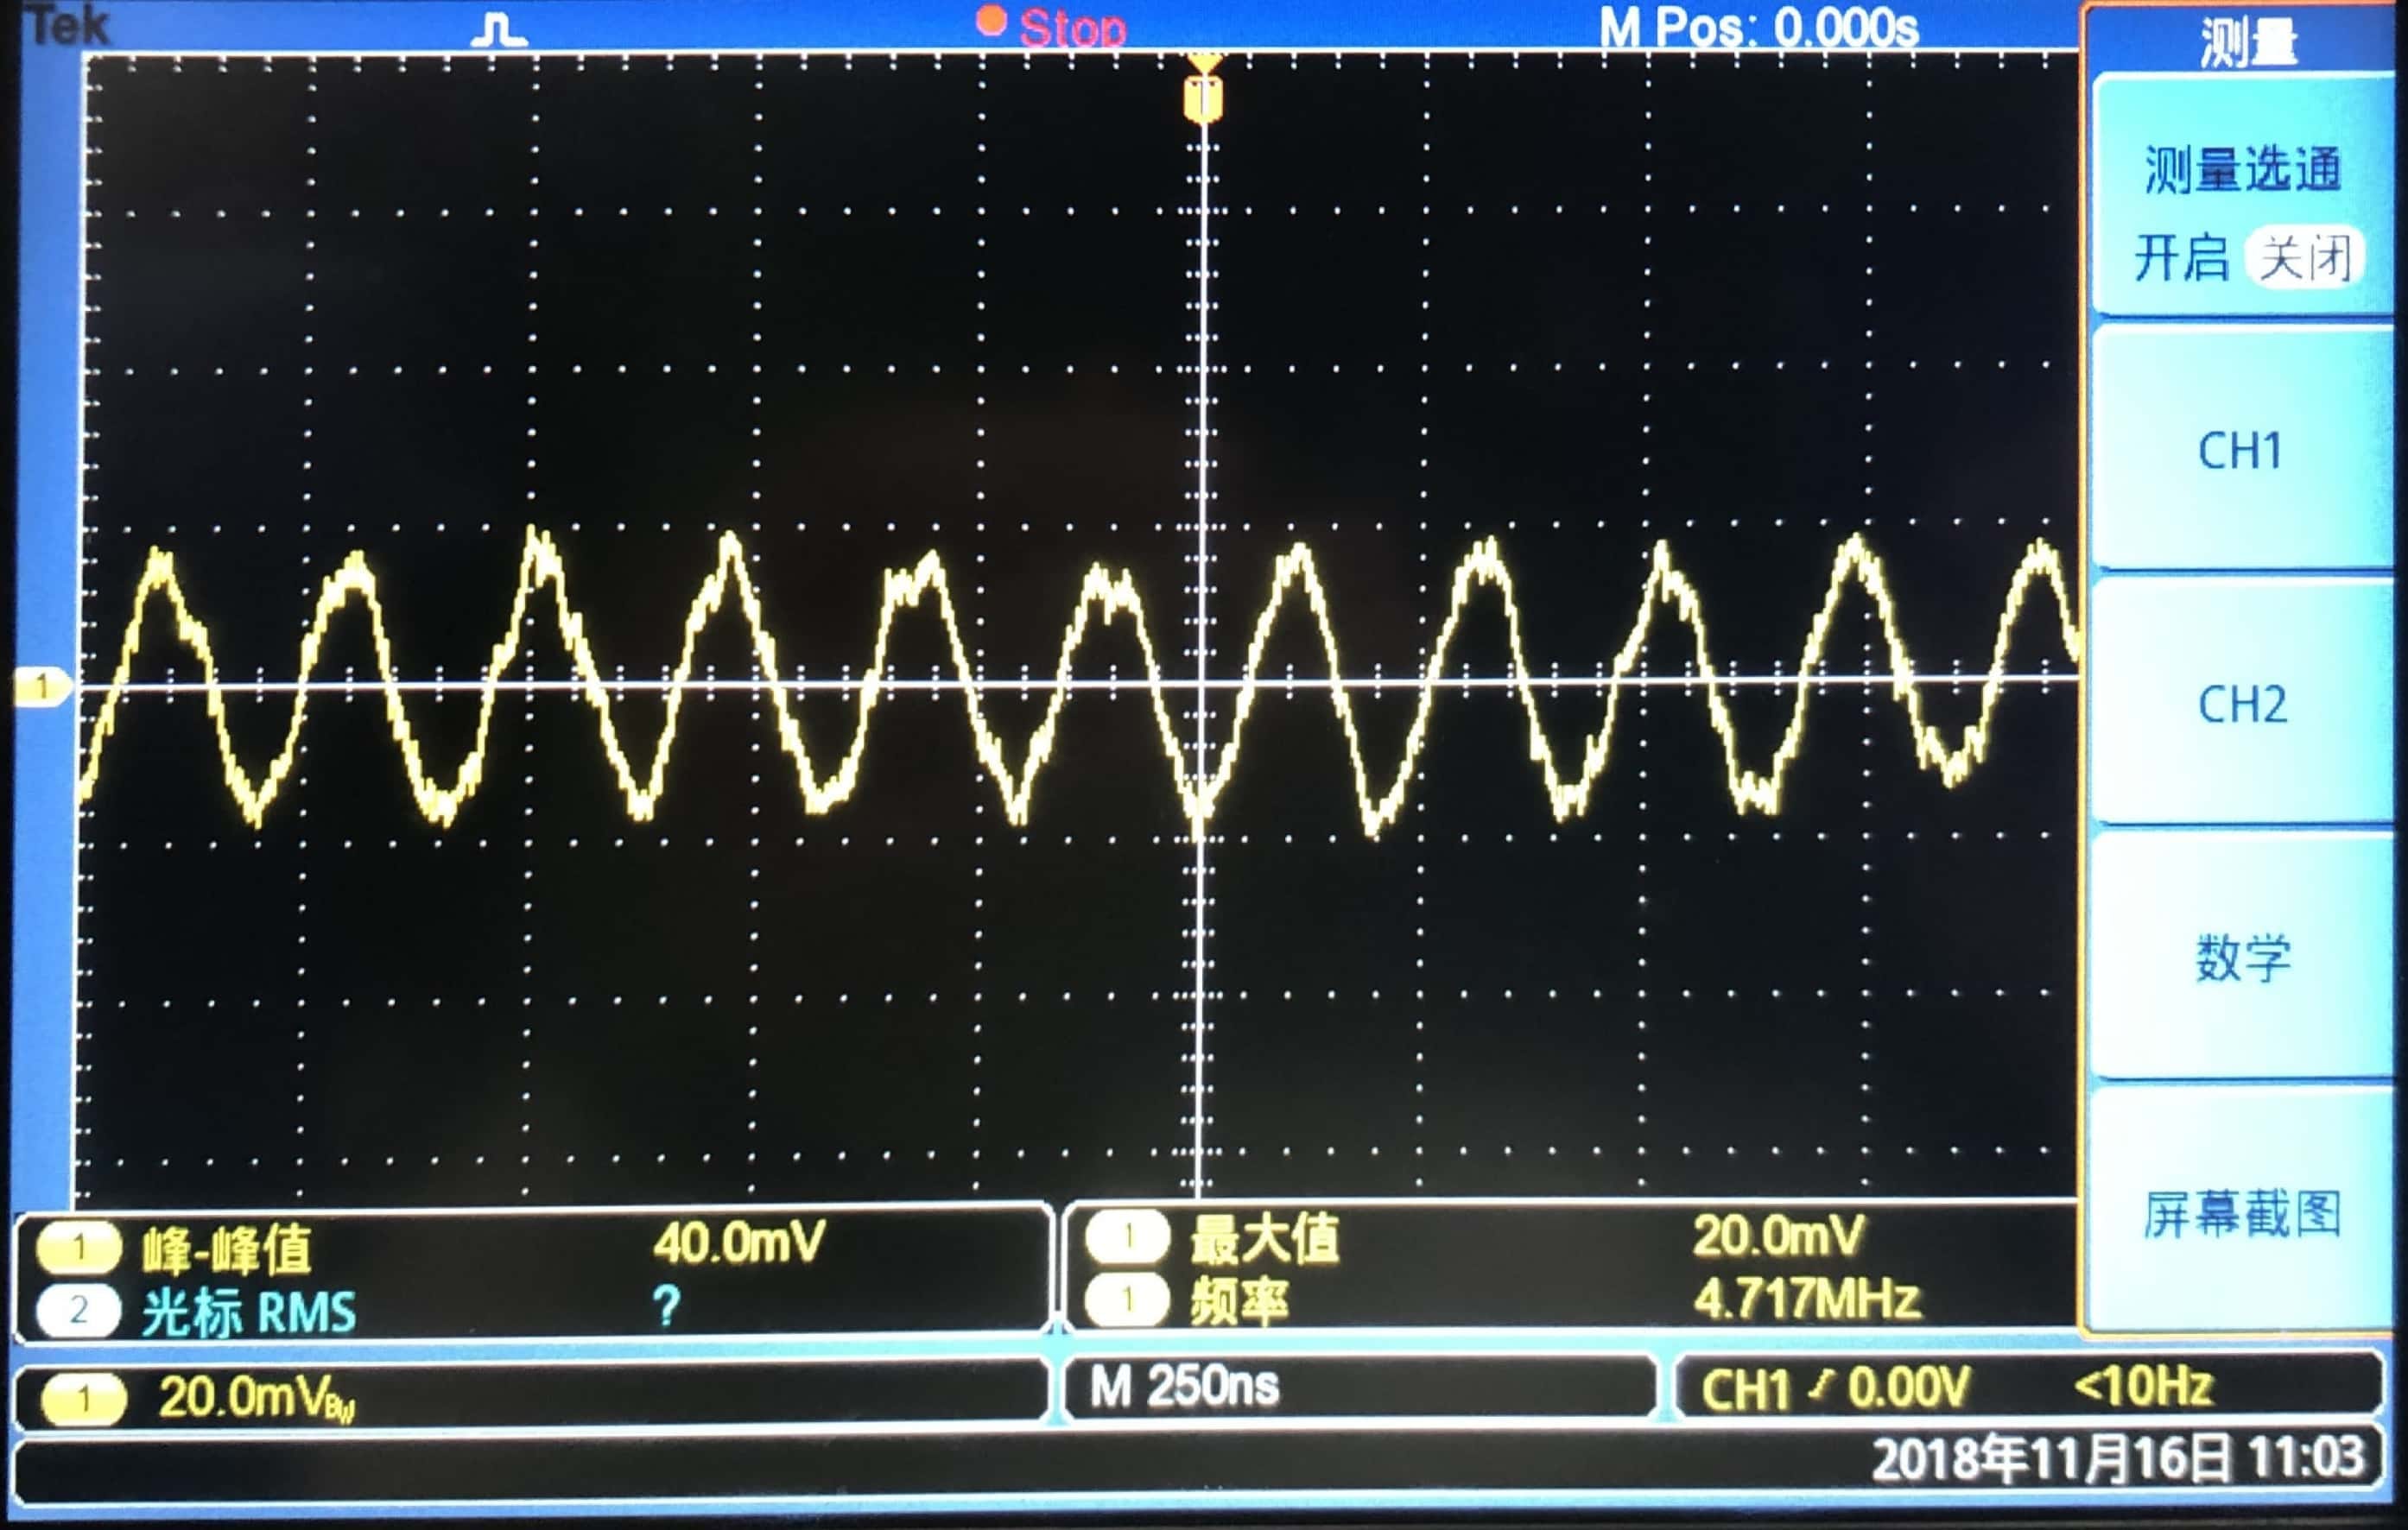 Tek Stop M Pos: 0.000s
测量
测量选通
开启 关闭
CH1
CH2
数学
屏幕截图
1
1 峰-峰值 40.0mV
2 光标 RMS ?
1 最大值 20.0mV
1 频率 4.717MHz
1 20.0mVBW
M 250ns
CH1 0.00V <10Hz
2018年11月16日 11:03